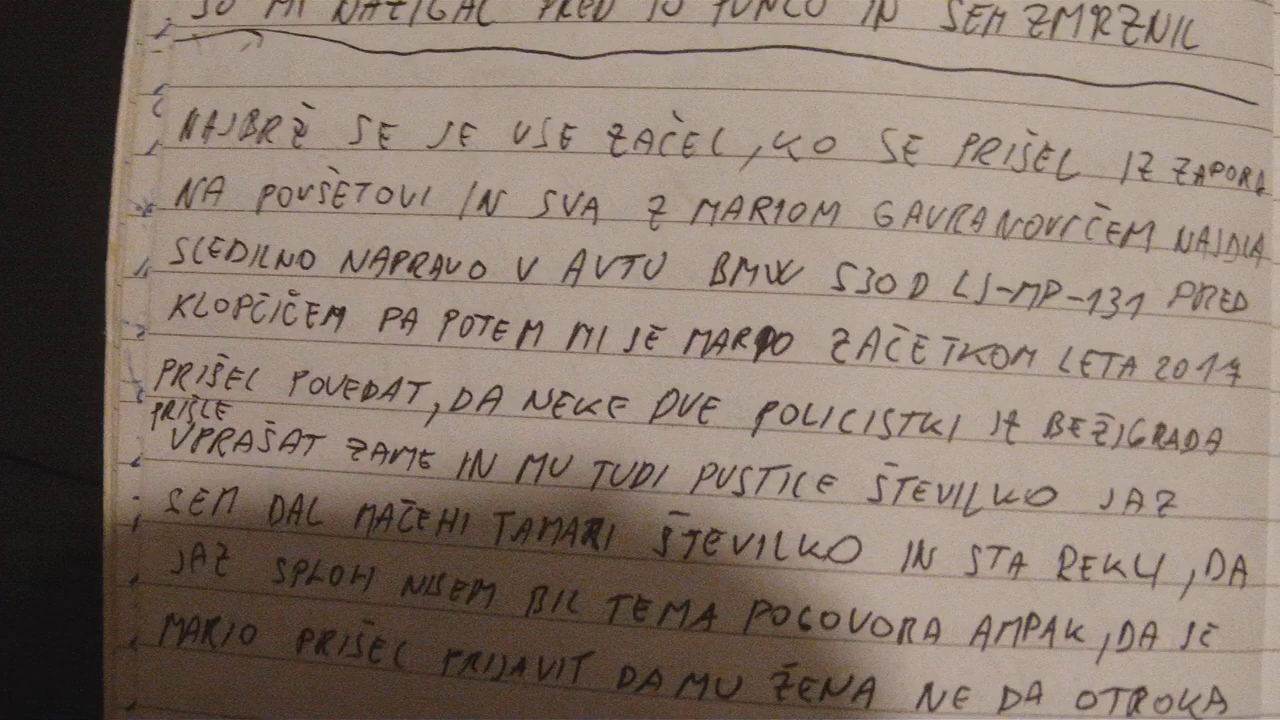 SO MI NAŽIGAL PRED TO PUNCO IN SEM ZMRZNIL
NAJBRŽ SE JE VSE ZAČEL, KO SE PRIŠEL IZ ZAPORA
NA POVŠETOVI IN SVA Z MARIOM GAVRANOVIČEM NAJDLA
SLEDILNO NAPRAVO V AVTU BMW 530D LJ-MP-131 PRED
KLOPČIČEM PA POTEM MI JE MARIO ZAČETKOM LETA 2017
PRIŠEL POVEDAT, DA NEKE DVE POLICISTKI IZ BEŽIGRADA
PRIŠLE
VPRAŠAT ZAME IN MU TUDI PUSTILE ŠTEVILKO JAZ
SEM DAL MAČEHI TAMARI ŠTEVILKO IN STA REKLI, DA
JAZ SPLOH NISEM BIL TEMA POGOVORA AMPAK, DA JE
MARIO PRIŠEL PRIJAVIT DA MU ŽENA NE DA OTROKA